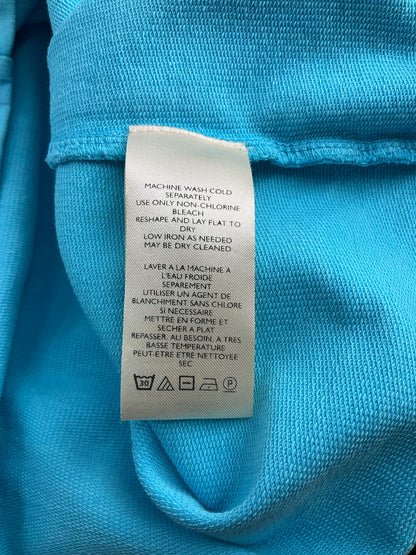 MACHINE WASH COLD
SEPARATELY
USE ONLY NON-CHLORINE
BLEACH
RESHAPE AND LAY FLAT TO
DRY
LOW IRON AS NEEDED
MAY BE DRY CLEANED
LAVER A LA MACHINE A
L'EAU FROIDE
SEPAREMENT
UTILISER UN AGENT DE
BLANCHIMENT SANS CHLORE
SI NECESSAIRE
METTRE EN FORME ET
SECHER A PLAT
REPASSER, AU BESOIN, A TRES
BASSE TEMPERATURE
PEUT-ETRE ETRE NETTOYEE
SEC
30 P